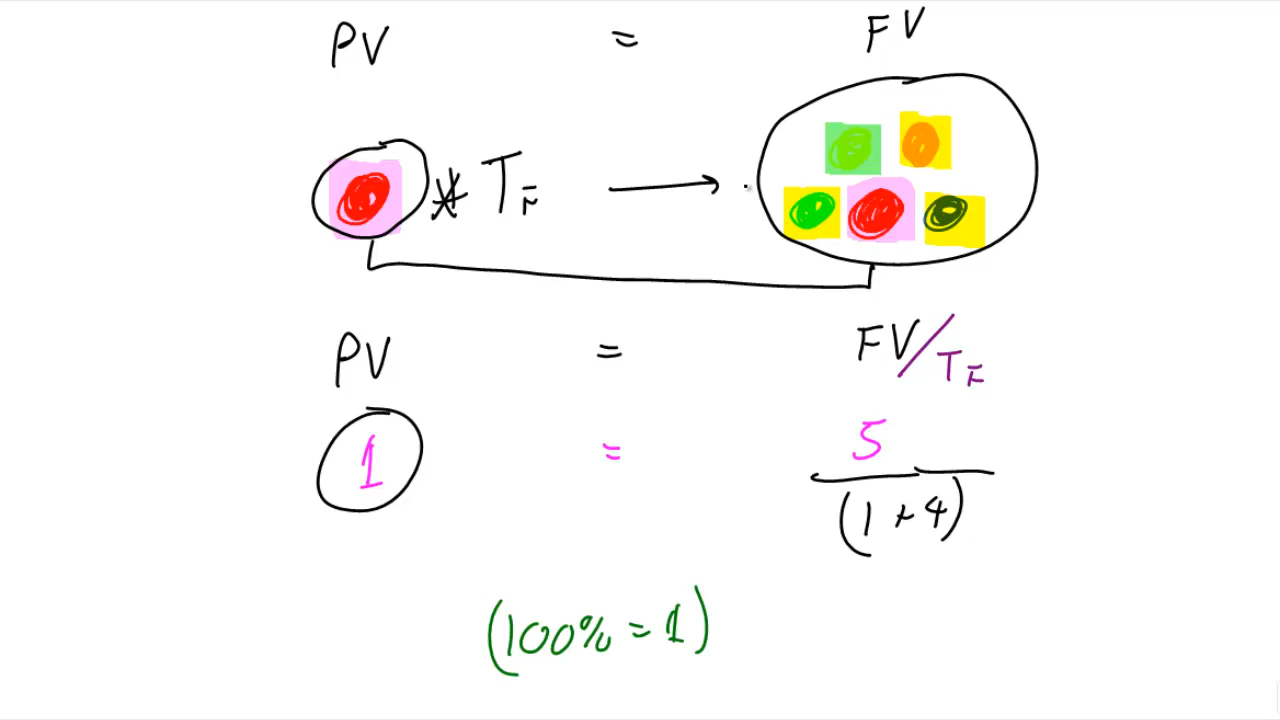 PV = FV
* TF →
PV = FV/TF
1 = 5
(1+4)
(100% = 1)